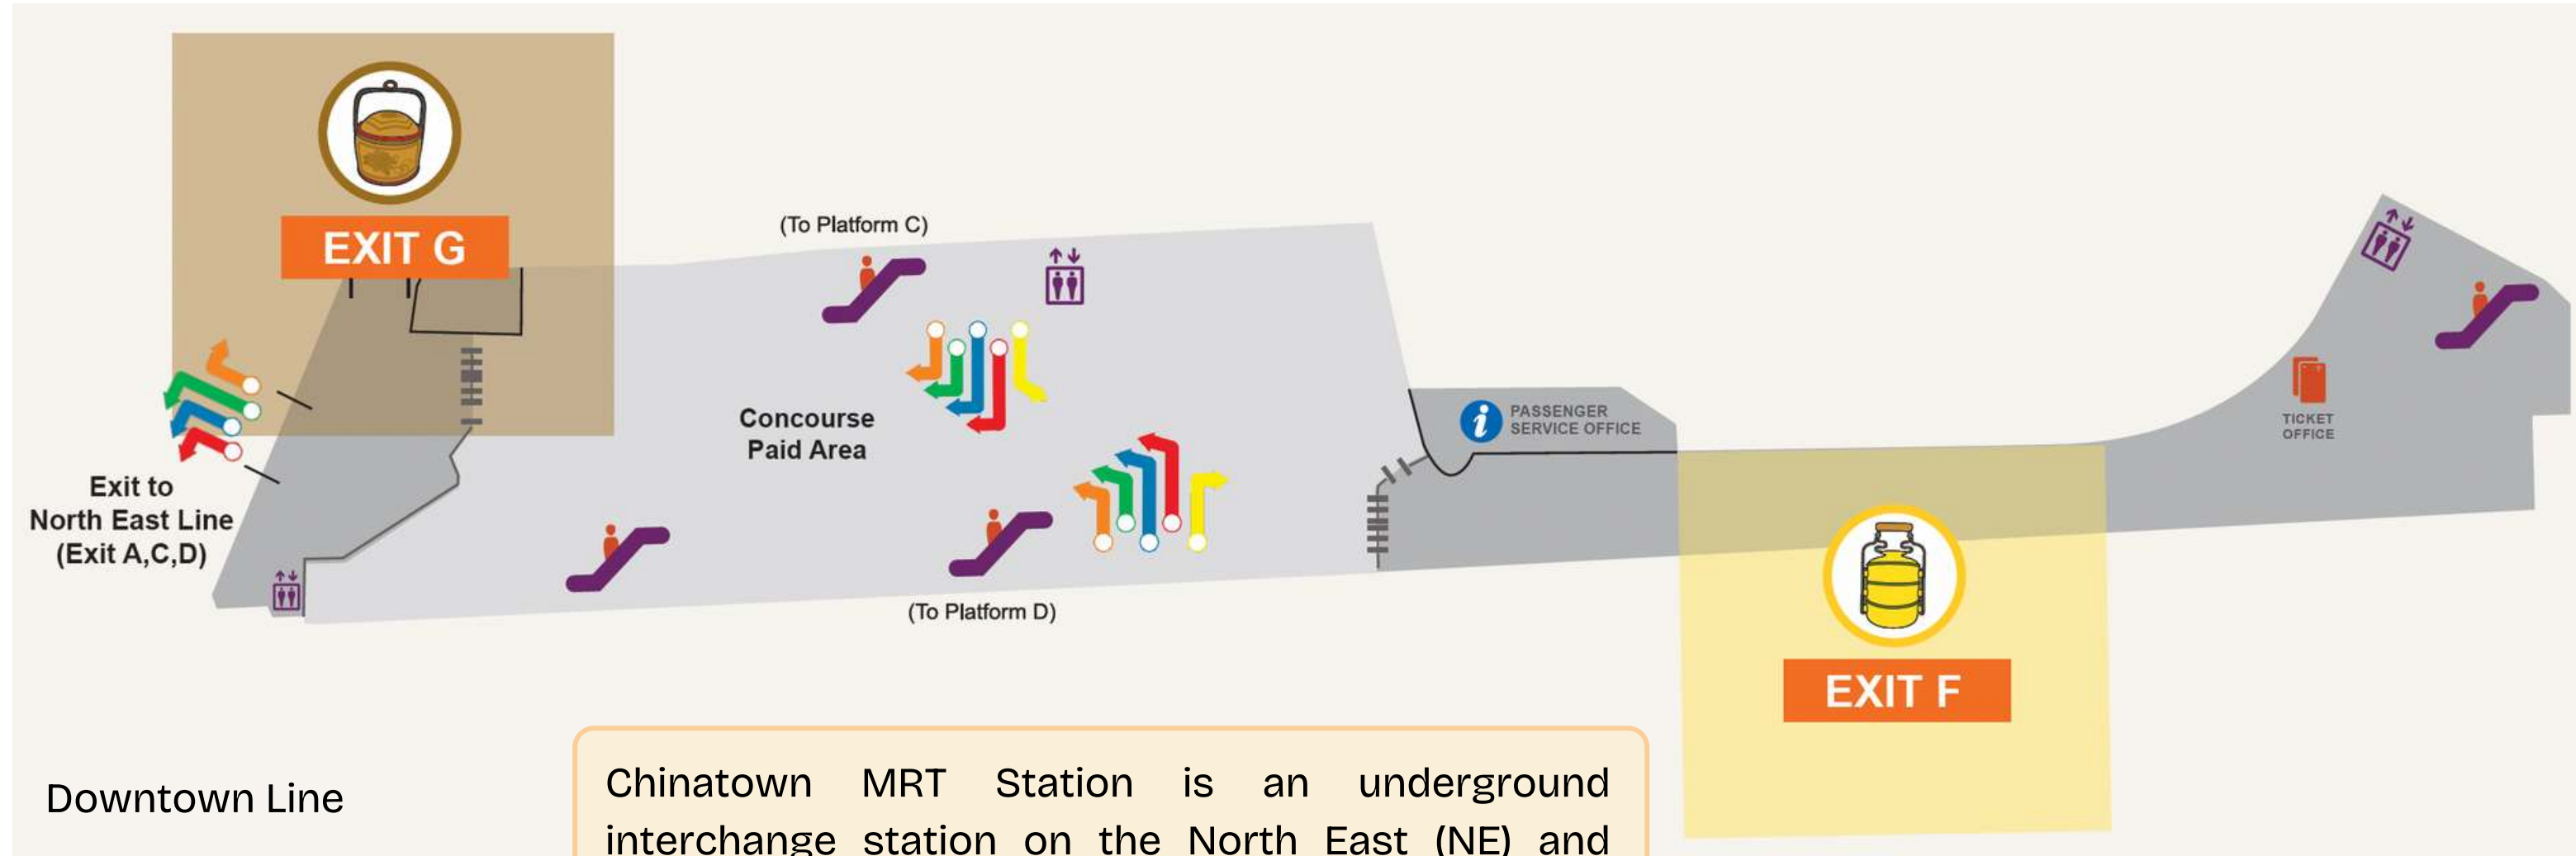 EXIT G
(To Platform C)
Concourse
Paid Area
PASSENGER
SERVICE OFFICE
TICKET
OFFICE
Exit to
North East Line
(Exit A,C,D)
(To Platform D)
EXIT F
Downtown Line
Chinatown MRT Station is an underground
interchange station on the North East (NE) and